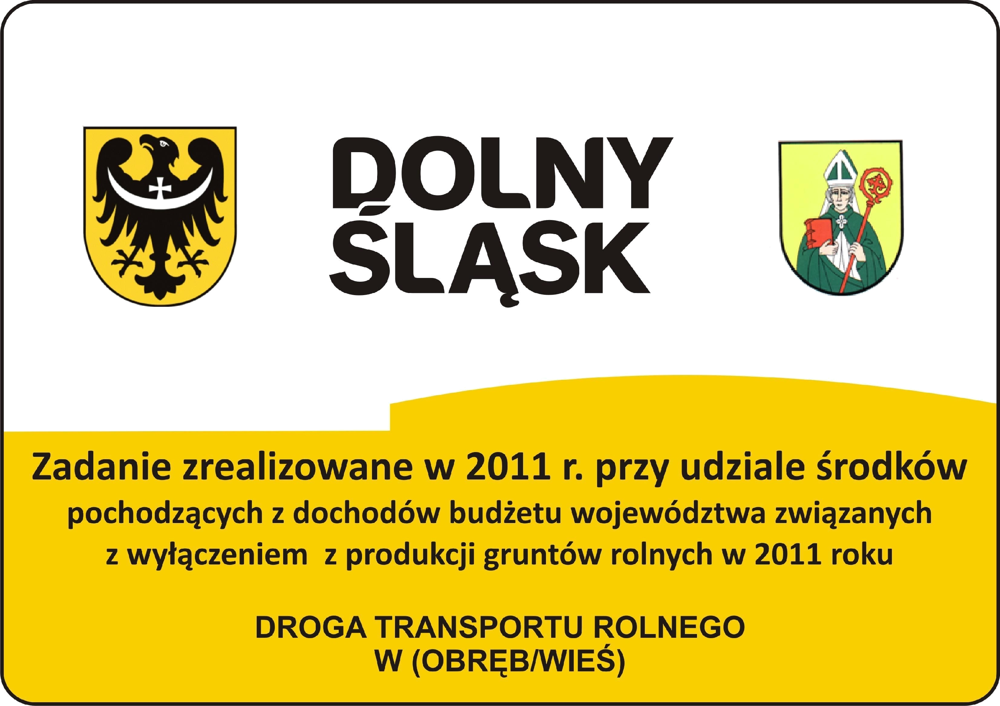 DOLNY
ŚLĄSK
Zadanie zrealizowane w 2011 r. przy udziale środków
pochodzących z dochodów budżetu województwa związanych
z wyłączeniem z produkcji gruntów rolnych w 2011 roku
DROGA TRANSPORTU ROLNEGO
W (OBRĘB/WIEŚ)